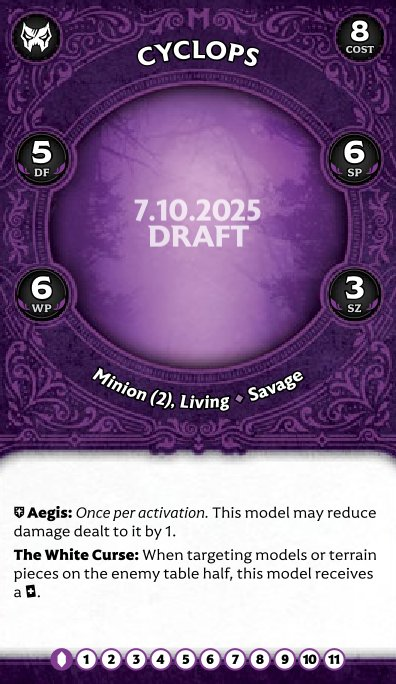 CYCLOPS
8
COST
5
DF
6
SP
7.10.2025
DRAFT
6
WP
3
SZ
Minion (2), Living ♦ Savage
Aegis: Once per activation. This model may reduce
damage dealt to it by 1.
The White Curse: When targeting models or terrain
pieces on the enemy table half, this model receives
a .
1 2 3 4 5 6 7 8 9 10 11